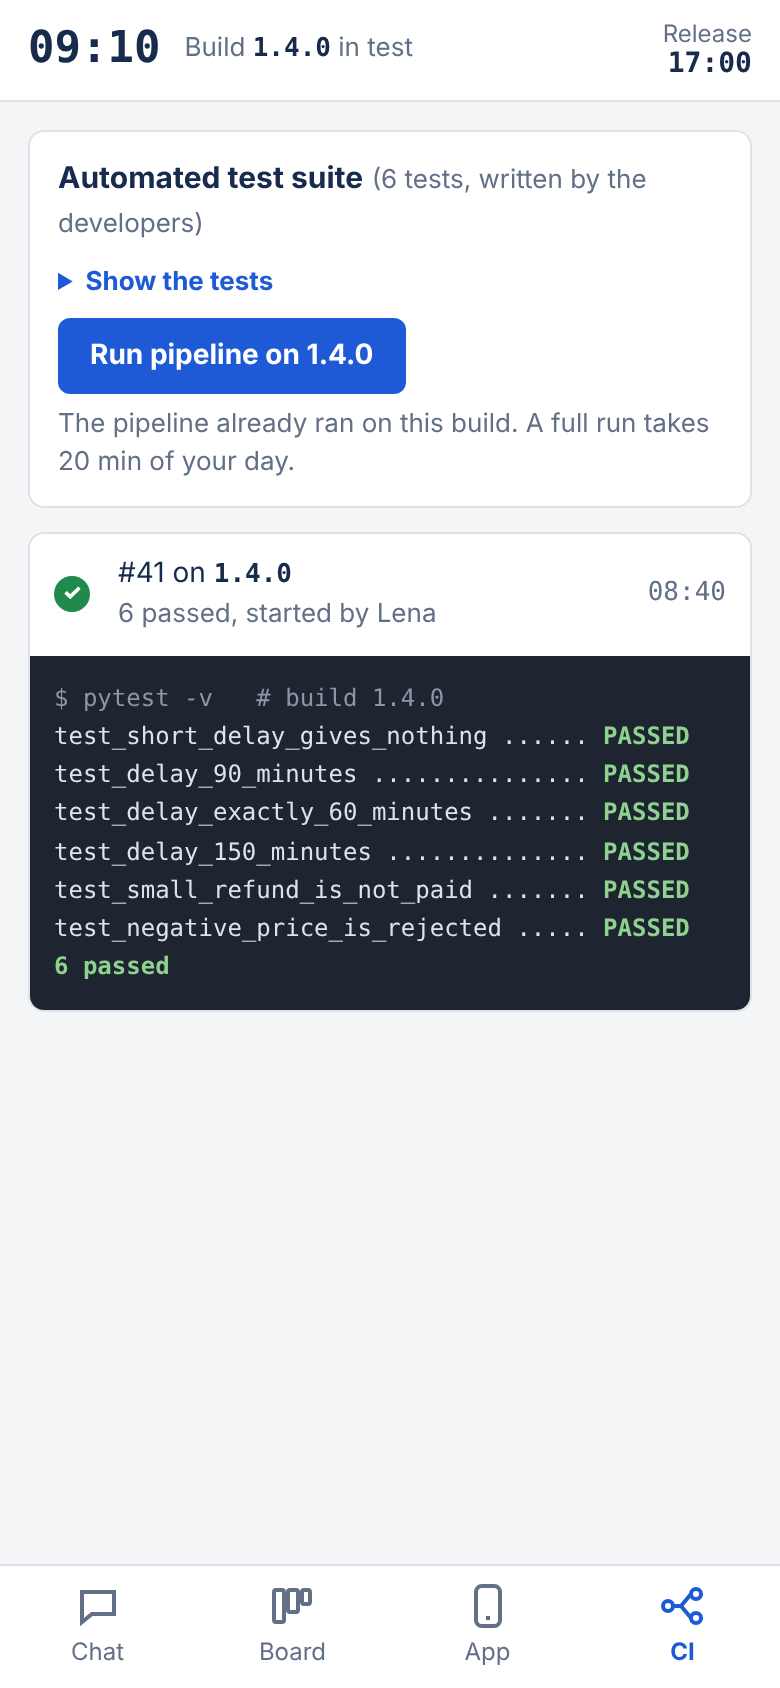 09:10 Build 1.4.0 in test
Release
17:00
Automated test suite (6 tests, written by the
developers)
Show the tests
Run pipeline on 1.4.0
The pipeline already ran on this build. A full run takes
20 min of your day.
#41 on 1.4.0
6 passed, started by Lena
08:40
$ pytest -v   # build 1.4.0
test_short_delay_gives_nothing ...... PASSED
test_delay_90_minutes ............... PASSED
test_delay_exactly_60_minutes ....... PASSED
test_delay_150_minutes .............. PASSED
test_small_refund_is_not_paid ....... PASSED
test_negative_price_is_rejected ..... PASSED
6 passed
Chat Board App CI